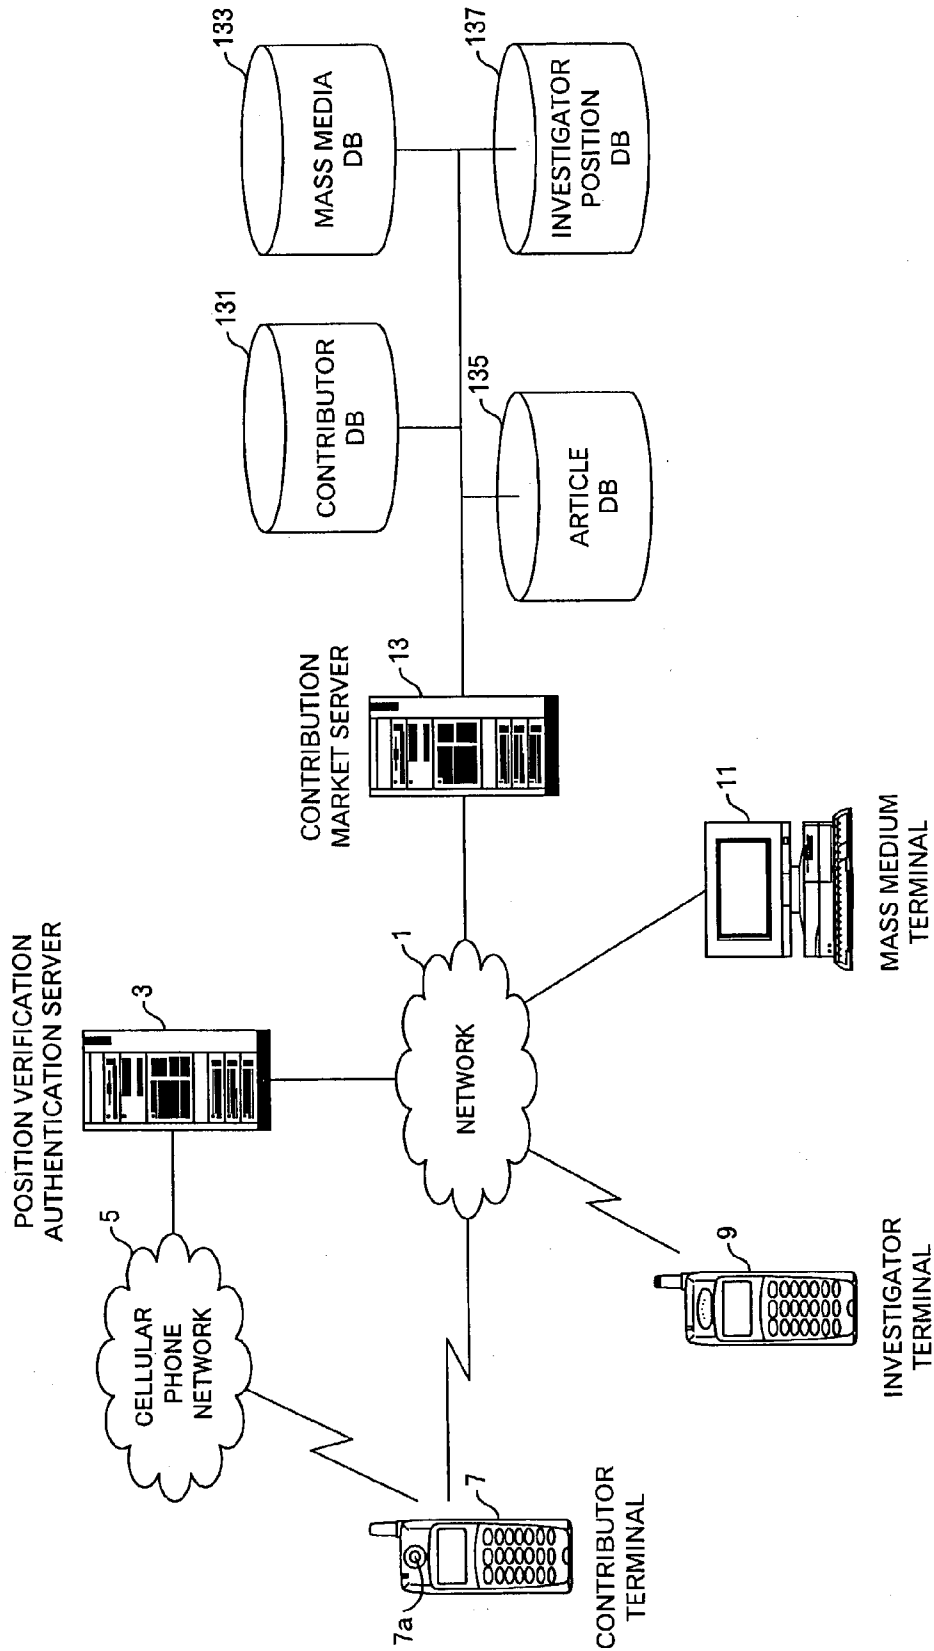 POSITION VERIFICATION
AUTHENTICATION SERVER
3
5
CELLULAR
PHONE
NETWORK
1
NETWORK
7a
7
CONTRIBUTOR
TERMINAL
9
INVESTIGATOR
TERMINAL
11
MASS MEDIUM
TERMINAL
CONTRIBUTION
MARKET SERVER
13
131
CONTRIBUTOR
DB
133
MASS MEDIA
DB
135
ARTICLE
DB
137
INVESTIGATOR
POSITION
DB